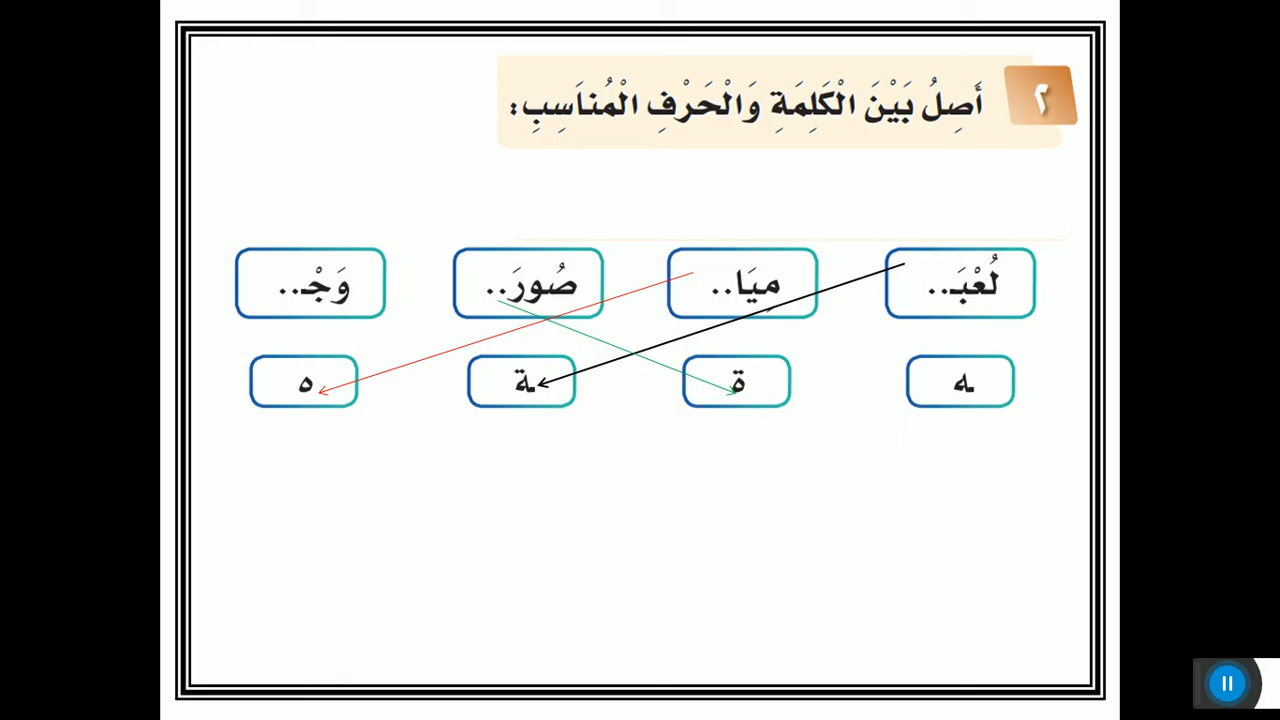 ٢ أَصِلُ بَيْنَ الْكَلِمَةِ وَالْحَرْفِ الْمُنَاسِبِ:
لُعْبَـ.. مِيَا.. صُورَ.. وَجْـ..
ـه ة ـة ه